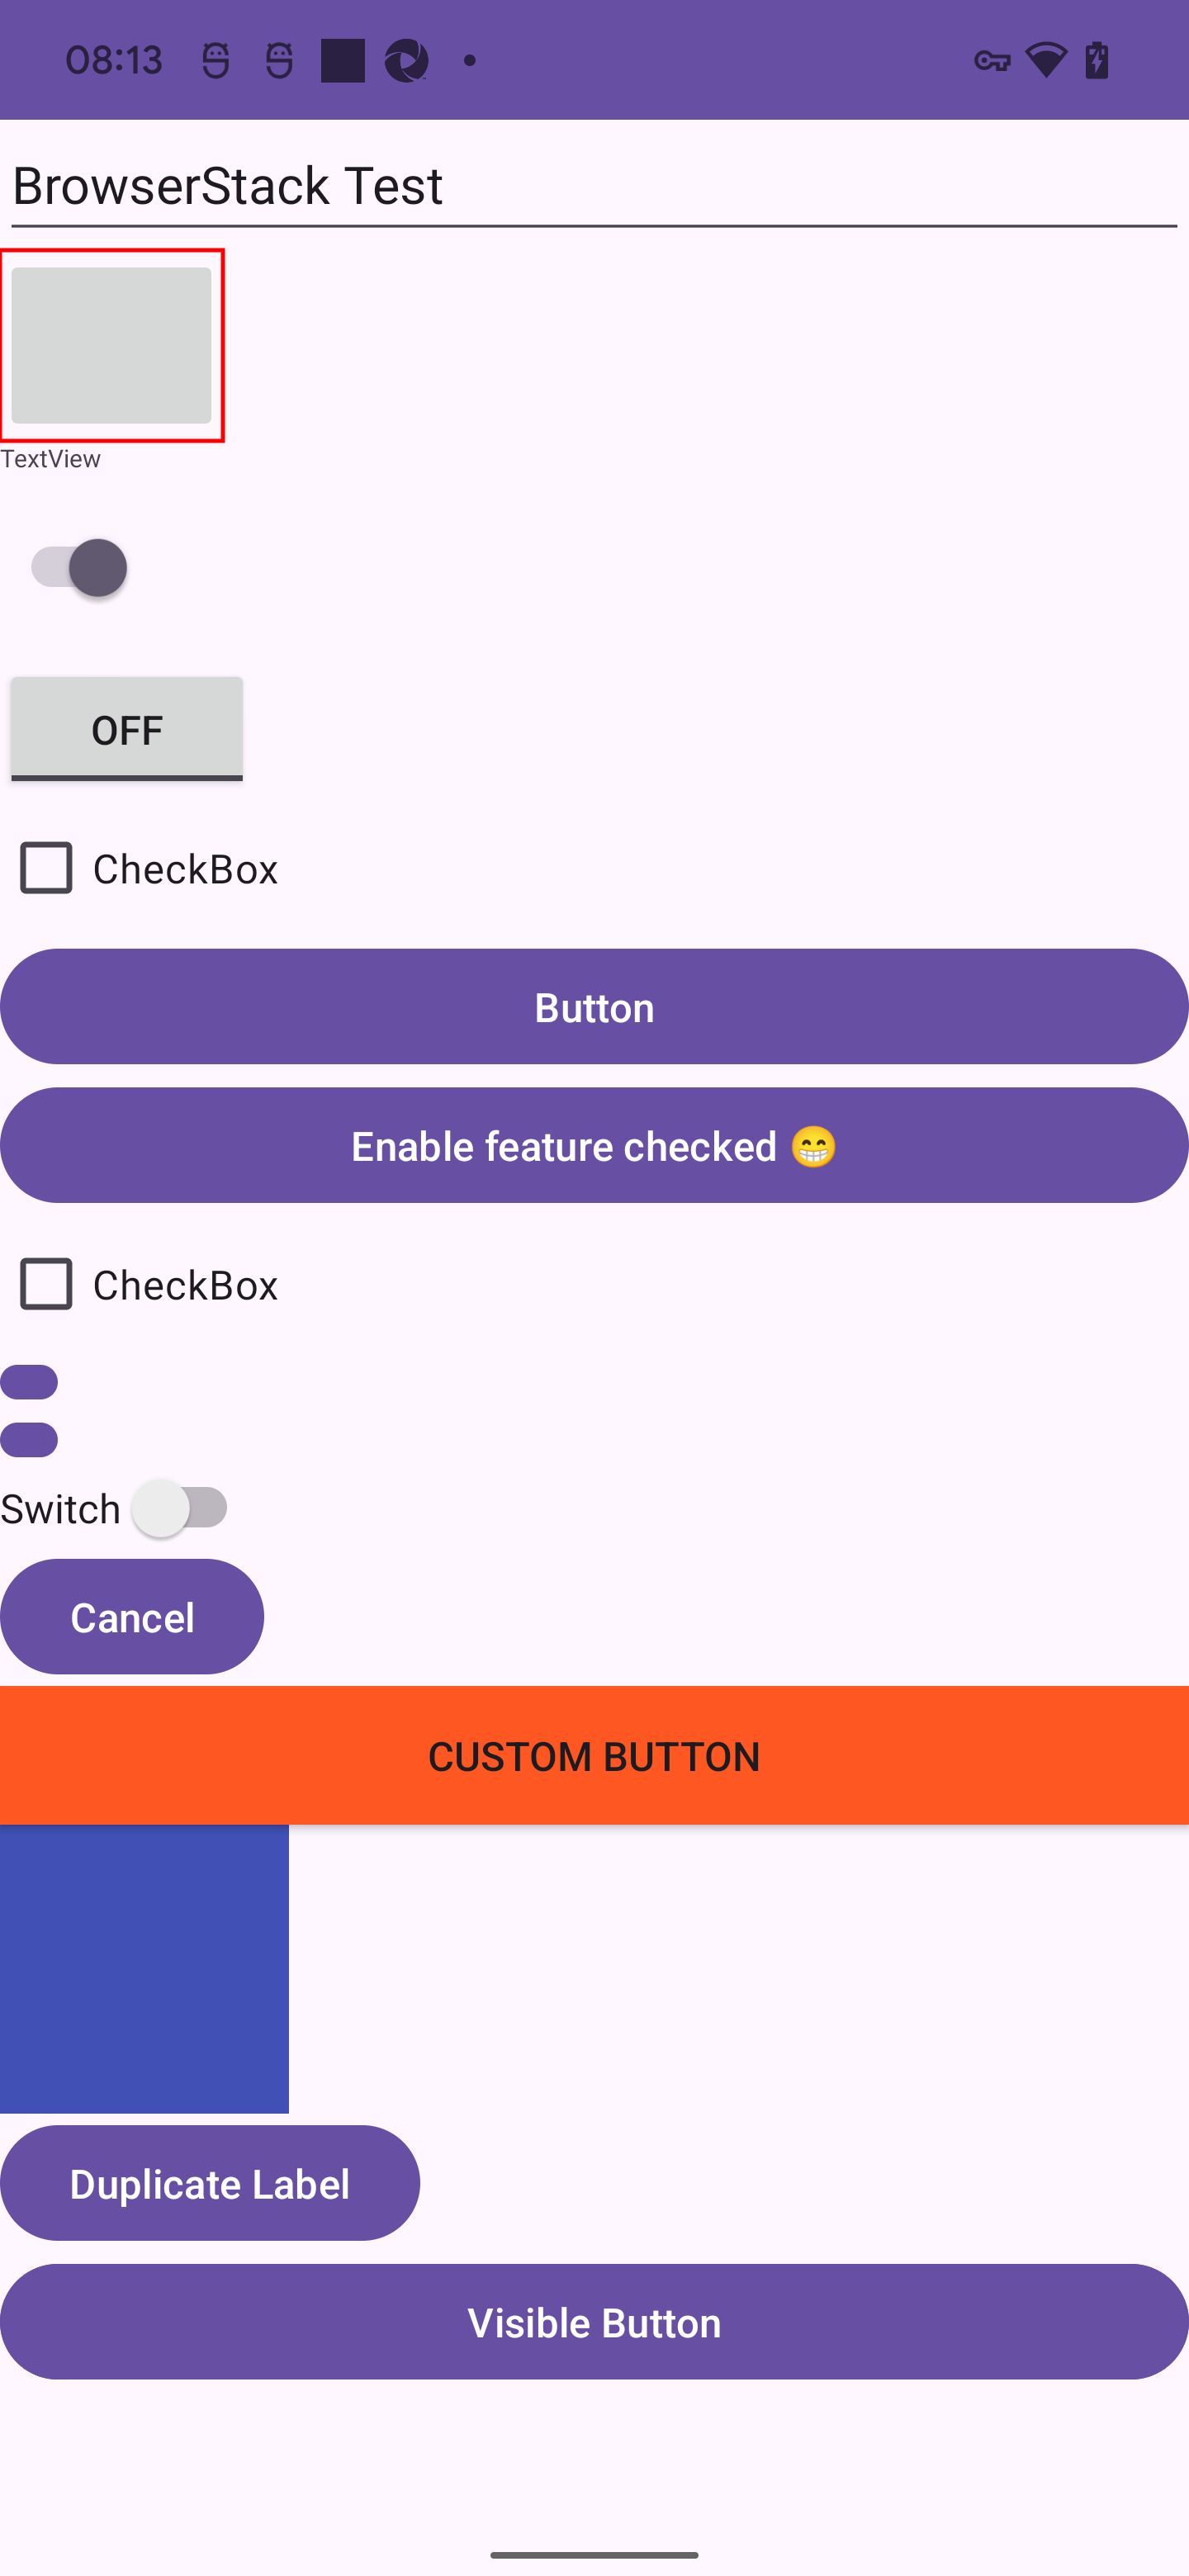 08:13
BrowserStack Test
TextView
OFF
CheckBox
Button
Enable feature checked 😁
CheckBox
Switch
Cancel
CUSTOM BUTTON
Duplicate Label
Visible Button